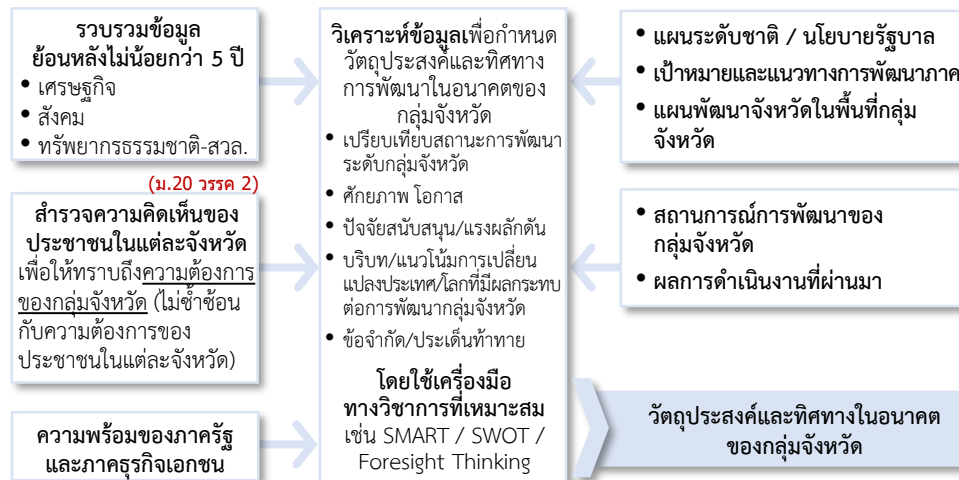 รวบรวมข้อมูล
ย้อนหลังไม่น้อยกว่า 5 ปี
• เศรษฐกิจ
• สังคม
• ทรัพยากรธรรมชาติ-สวล.
(ม.20 วรรค 2)
สำรวจความคิดเห็นของ
ประชาชนในแต่ละจังหวัด
เพื่อให้ทราบถึงความต้องการ
ของกลุ่มจังหวัด (ไม่ซ้ำซ้อน
กับความต้องการของ
ประชาชนในแต่ละจังหวัด)
ความพร้อมของภาครัฐ
และภาคธุรกิจเอกชน
วิเคราะห์ข้อมูลเพื่อกำหนด
วัตถุประสงค์และทิศทาง
การพัฒนาในอนาคตของ
กลุ่มจังหวัด
• เปรียบเทียบสถานะการพัฒนา
ระดับกลุ่มจังหวัด
• ศักยภาพ โอกาส
• ปัจจัยสนับสนุน/แรงผลักดัน
• บริบท/แนวโน้มการเปลี่ยน
แปลงประเทศ/โลกที่มีผลกระทบ
ต่อการพัฒนากลุ่มจังหวัด
• ข้อจำกัด/ประเด็นท้าทาย
โดยใช้เครื่องมือ
ทางวิชาการที่เหมาะสม
เช่น SMART / SWOT /
Foresight Thinking
• แผนระดับชาติ / นโยบายรัฐบาล
• เป้าหมายและแนวทางการพัฒนาภาค
• แผนพัฒนาจังหวัดในพื้นที่กลุ่ม
จังหวัด
• สถานการณ์การพัฒนาของ
กลุ่มจังหวัด
• ผลการดำเนินงานที่ผ่านมา
วัตถุประสงค์และทิศทางในอนาคต
ของกลุ่มจังหวัด